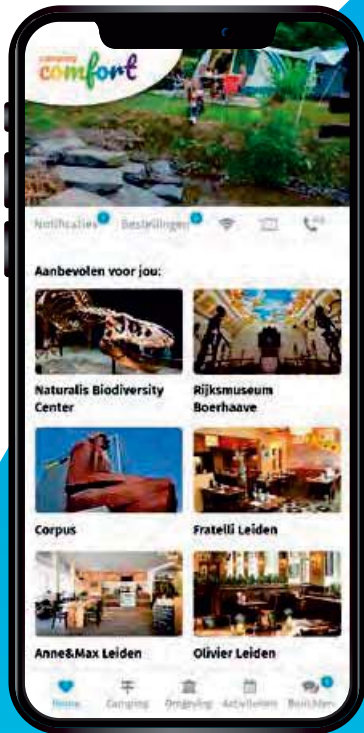 camping
comfort
Notificaties Bestellingen
Aanbevolen voor jou:
Naturalis Biodiversity
Center
Rijksmuseum
Boerhaave
Corpus
Fratelli Leiden
Anne&Max Leiden
Olivier Leiden
Home Camping Omgeving Activiteiten Berichten